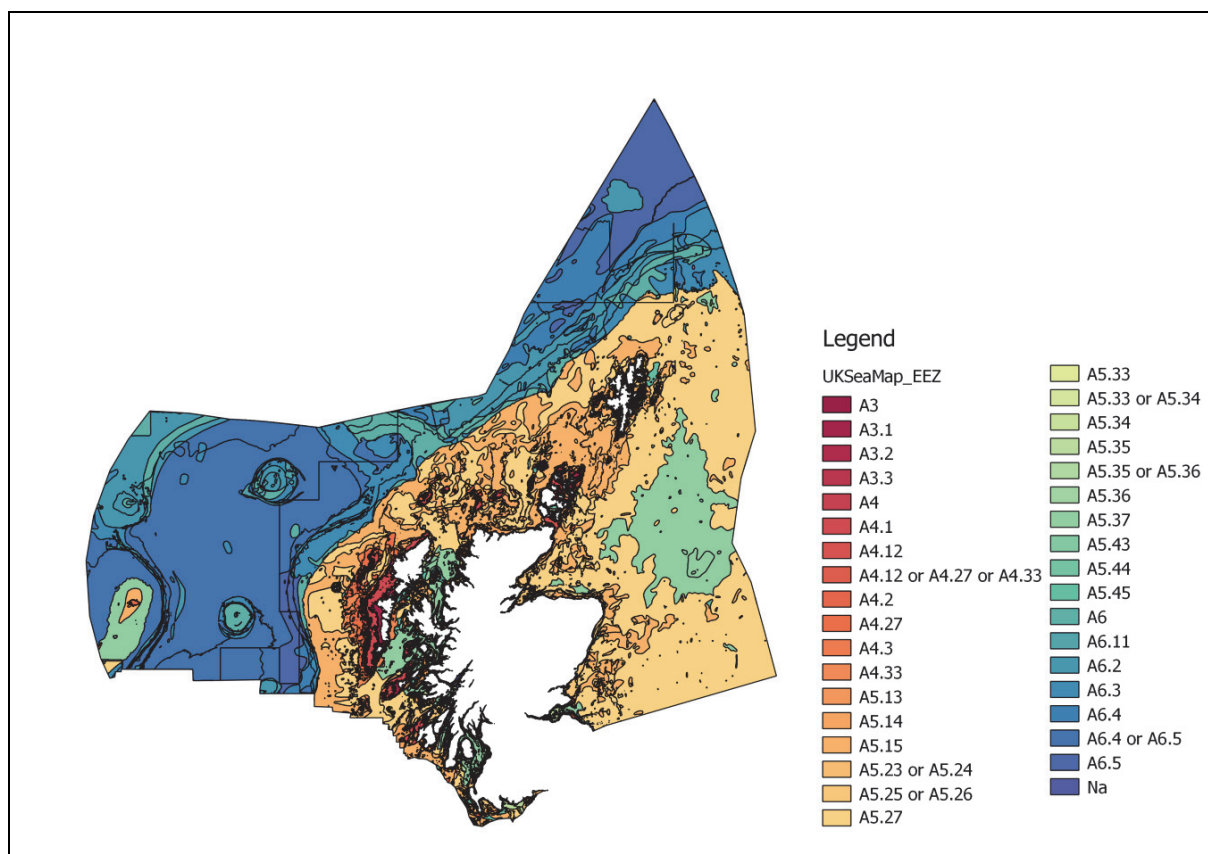 Legend
UKSeaMap_EEZ
A3
A3.1
A3.2
A3.3
A4
A4.1
A4.12
A4.12 or A4.27 or A4.33
A4.2
A4.27
A4.3
A4.33
A5.13
A5.14
A5.15
A5.23 or A5.24
A5.25 or A5.26
A5.27
A5.33
A5.33 or A5.34
A5.34
A5.35
A5.35 or A5.36
A5.36
A5.37
A5.43
A5.44
A5.45
A6
A6.11
A6.2
A6.3
A6.4
A6.4 or A6.5
A6.5
Na